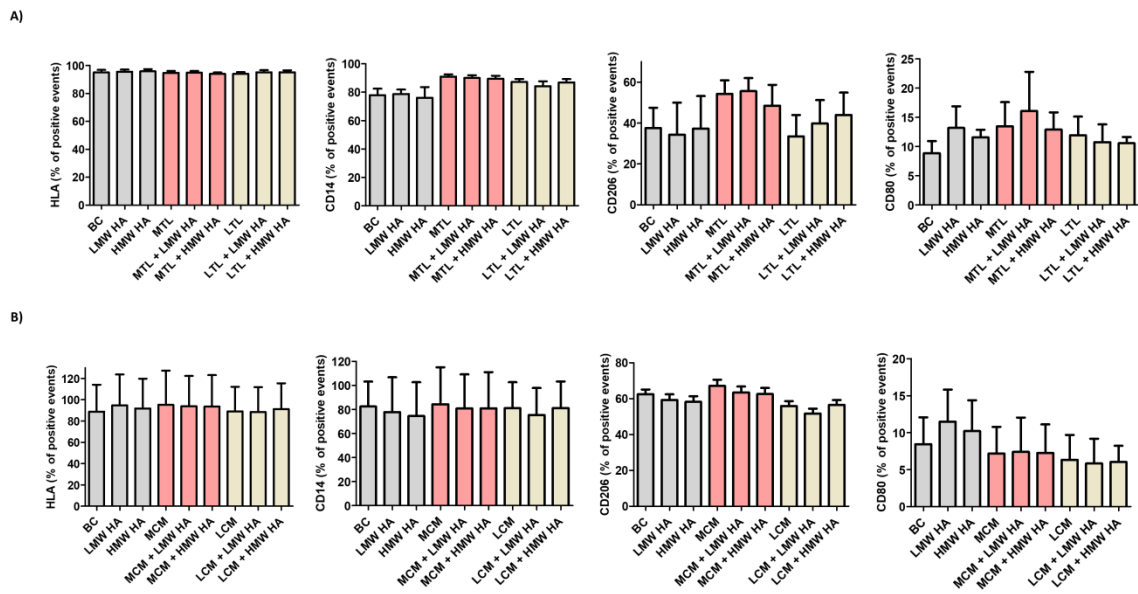 A)
HLA (% of positive events)
100
80
60
40
20
0
BC
LMW HA
HMW HA
MTL
MTL + LMW HA
MTL + HMW HA
LTL
LTL + LMW HA
LTL + HMW HA
CD14 (% of positive events)
100
80
60
40
20
0
BC
LMW HA
HMW HA
MTL
MTL + LMW HA
MTL + HMW HA
LTL
LTL + LMW HA
LTL + HMW HA
CD206 (% of positive events)
60
40
20
0
BC
LMW HA
HMW HA
MTL
MTL + LMW HA
MTL + HMW HA
LTL
LTL + LMW HA
LTL + HMW HA
CD80 (% of positive events)
25
20
15
10
5
0
BC
LMW HA
HMW HA
MTL
MTL + LMW HA
MTL + HMW HA
LTL
LTL + LMW HA
LTL + HMW HA
B)
HLA (% of positive events)
120
100
80
60
40
20
0
BC
LMW HA
HMW HA
MCM
MCM + LMW HA
MCM + HMW HA
LCM
LCM + LMW HA
LCM + HMW HA
CD14 (% of positive events)
120
100
80
60
40
20
0
BC
LMW HA
HMW HA
MCM
MCM + LMW HA
MCM + HMW HA
LCM
LCM + LMW HA
LCM + HMW HA
CD206 (% of positive events)
80
60
40
20
0
BC
LMW HA
HMW HA
MCM
MCM + LMW HA
MCM + HMW HA
LCM
LCM + LMW HA
LCM + HMW HA
CD80 (% of positive events)
20
15
10
5
0
BC
LMW HA
HMW HA
MCM
MCM + LMW HA
MCM + HMW HA
LCM
LCM + LMW HA
LCM + HMW HA